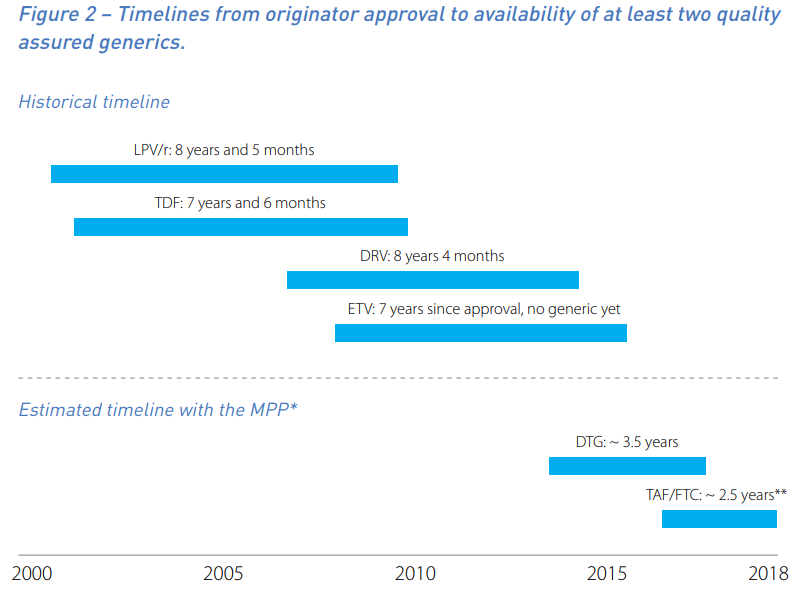 Figure 2 – Timelines from originator approval to availability of at least two quality
assured generics.
Historical timeline
LPV/r: 8 years and 5 months
TDF: 7 years and 6 months
DRV: 8 years 4 months
ETV: 7 years since approval, no generic yet
Estimated timeline with the MPP*
DTG: ~ 3.5 years
TAF/FTC: ~ 2.5 years**
2000 2005 2010 2015 2018